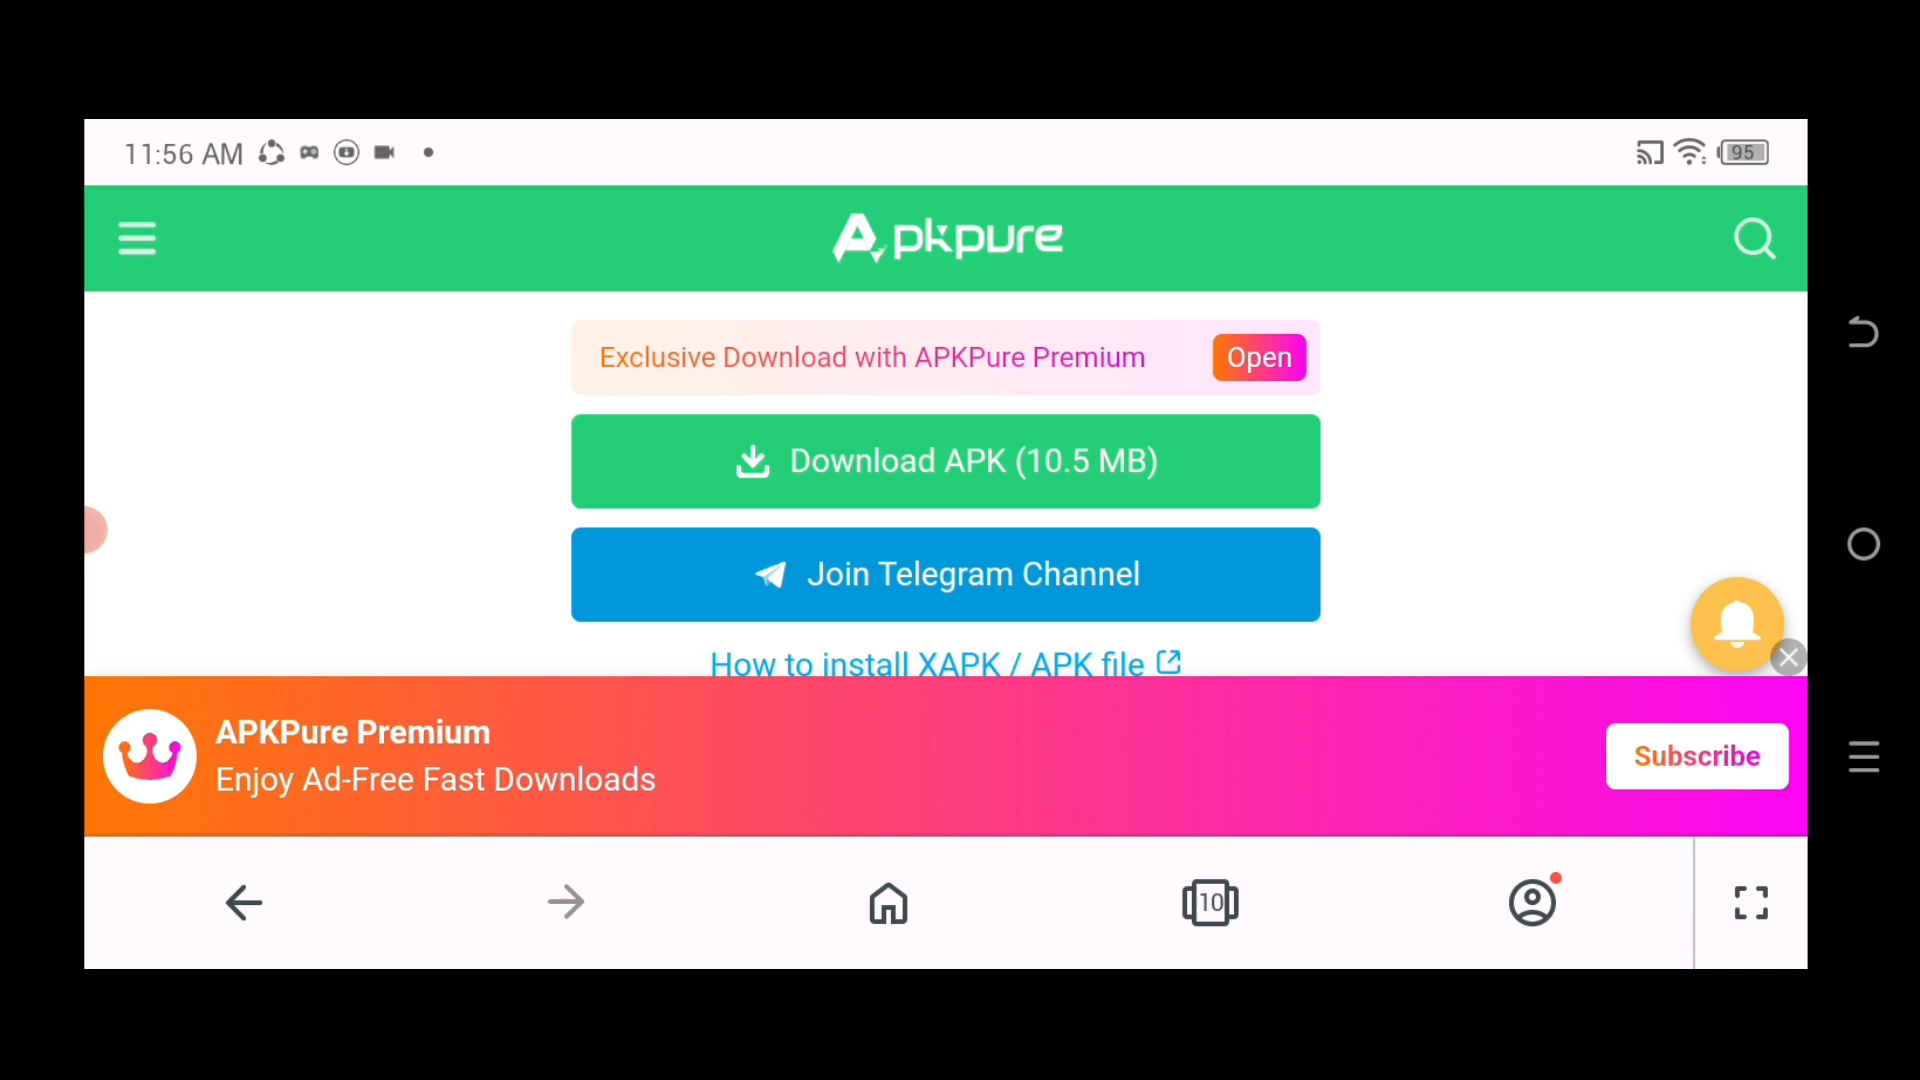 11:56 AM
95
Apkpure
Exclusive Download with APKPure Premium
Open
Download APK (10.5 MB)
Join Telegram Channel
How to install XAPK / APK file
APKPure Premium
Enjoy Ad-Free Fast Downloads
Subscribe
10